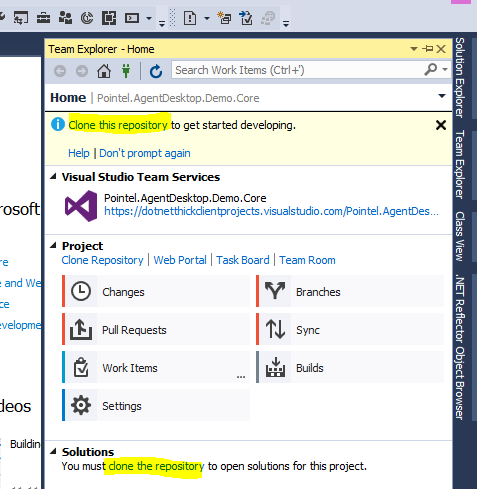 Team Explorer - Home
Search Work Items (Ctrl+')
Home | Pointel.AgentDesktop.Demo.Core
Clone this repository to get started developing.
Help | Don't prompt again
Visual Studio Team Services
Pointel.AgentDesktop.Demo.Core
https://dotnetthickclientprojects.visualstudio.com/Pointel.AgentDes...
Project
Clone Repository | Web Portal | Task Board | Team Room
Changes
Branches
Pull Requests
Sync
Work Items
...
Builds
Settings
Solutions
You must clone the repository to open solutions for this project.
Solution Explorer
Team Explorer
Class View
.NET Reflector Object Browser
rosoft
re
e and We
ice
evelopme
deos
Building